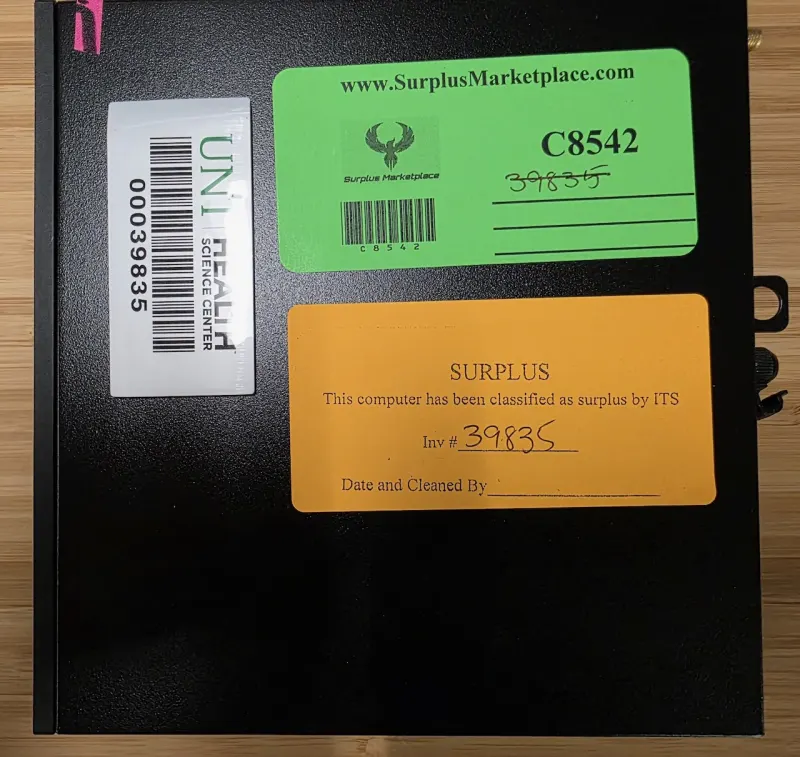 UNT HEALTH
SCIENCE CENTER
00039835
www.SurplusMarketplace.com
Surplus Marketplace
C8542
C8542
39835
SURPLUS
This computer has been classified as surplus by ITS
Inv # 39835
Date and Cleaned By